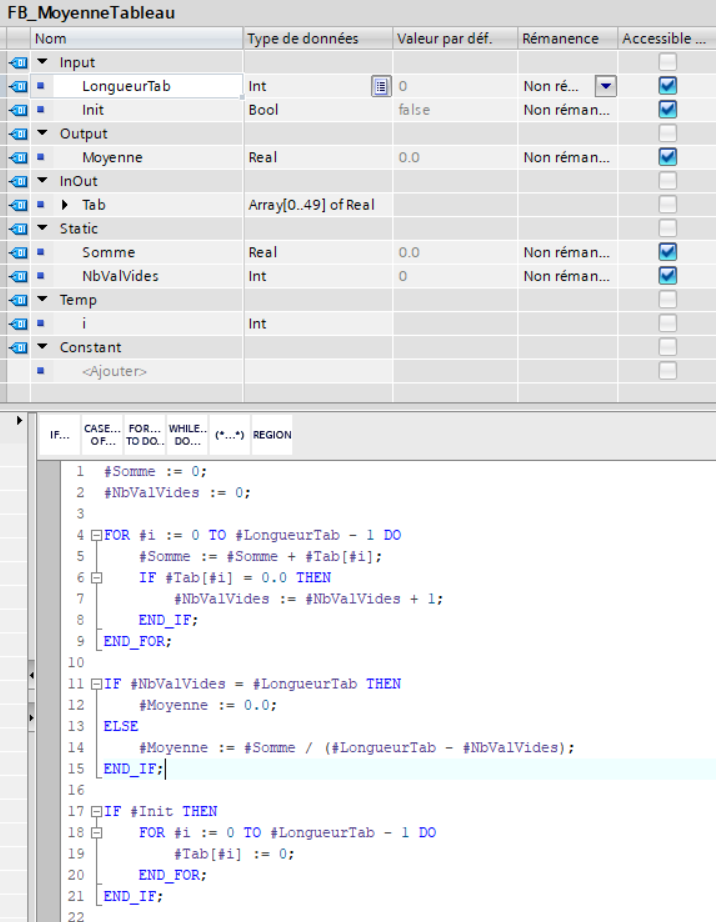 FB_MoyenneTableau
Nom Type de données Valeur par déf. Rémanence Accessible ...
Input
LongueurTab Int 0 Non ré...
Init Bool false Non réman...
Output
Moyenne Real 0.0 Non réman...
InOut
Tab Array[0..49] of Real
Static
Somme Real 0.0 Non réman...
NbValVides Int 0 Non réman...
Temp
i Int
Constant
<Ajouter>
IF... CASE... OF... FOR... TO DO.. WHILE.. DO... (*...*) REGION
1 #Somme := 0;
2 #NbValVides := 0;
3
4 FOR #i := 0 TO #LongueurTab - 1 DO
5 #Somme := #Somme + #Tab[#i];
6 IF #Tab[#i] = 0.0 THEN
7 #NbValVides := #NbValVides + 1;
8 END_IF;
9 END_FOR;
10
11 IF #NbValVides = #LongueurTab THEN
12 #Moyenne := 0.0;
13 ELSE
14 #Moyenne := #Somme / (#LongueurTab - #NbValVides);
15 END_IF;
16
17 IF #Init THEN
18 FOR #i := 0 TO #LongueurTab - 1 DO
19 #Tab[#i] := 0;
20 END_FOR;
21 END_IF;
22